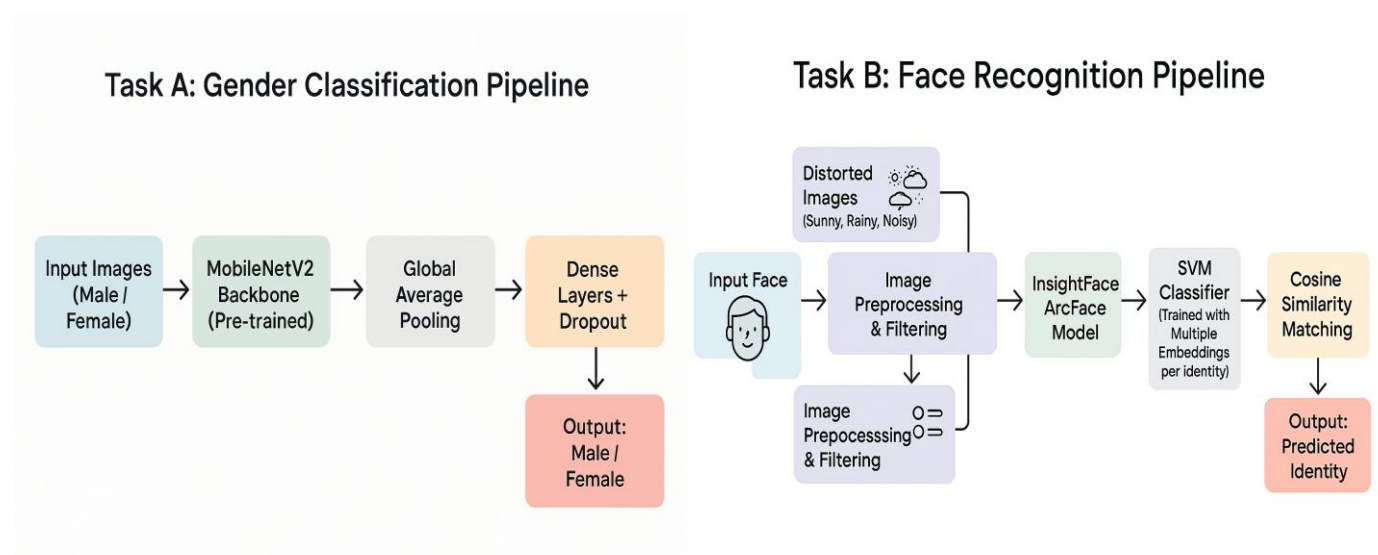 Task A: Gender Classification Pipeline
Input Images
(Male /
Female)
MobileNetV2
Backbone
(Pre-trained)
Global
Average
Pooling
Dense
Layers +
Dropout
Output:
Male /
Female
Task B: Face Recognition Pipeline
Distorted
Images
(Sunny, Rainy, Noisy)
Input Face
Image
Preprocessing
& Filtering
Image
Prepocesssing
& Filtering
InsightFace
ArcFace
Model
SVM
Classifier
(Trained with
Multiple
Embeddings
per identity)
Cosine
Similarity
Matching
Output:
Predicted
Identity